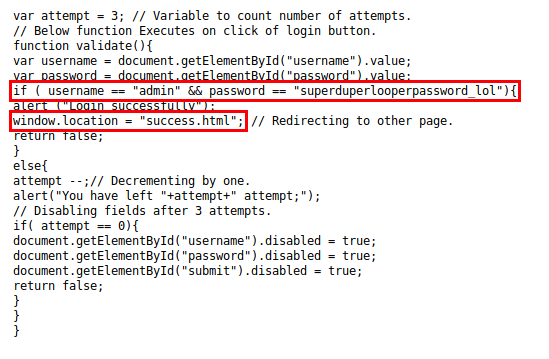 var attempt = 3; // Variable to count number of attempts.
// Below function Executes on click of login button.
function validate(){
var username = document.getElementById("username").value;
var password = document.getElementById("password").value;
if ( username == "admin" && password == "superduperlooperpassword_lol"){
alert ("Login successfully");
window.location = "success.html"; // Redirecting to other page.
return false;
}
else{
attempt --;// Decrementing by one.
alert("You have left "+attempt+" attempt;");
// Disabling fields after 3 attempts.
if( attempt == 0){
document.getElementById("username").disabled = true;
document.getElementById("password").disabled = true;
document.getElementById("submit").disabled = true;
return false;
}
}
}